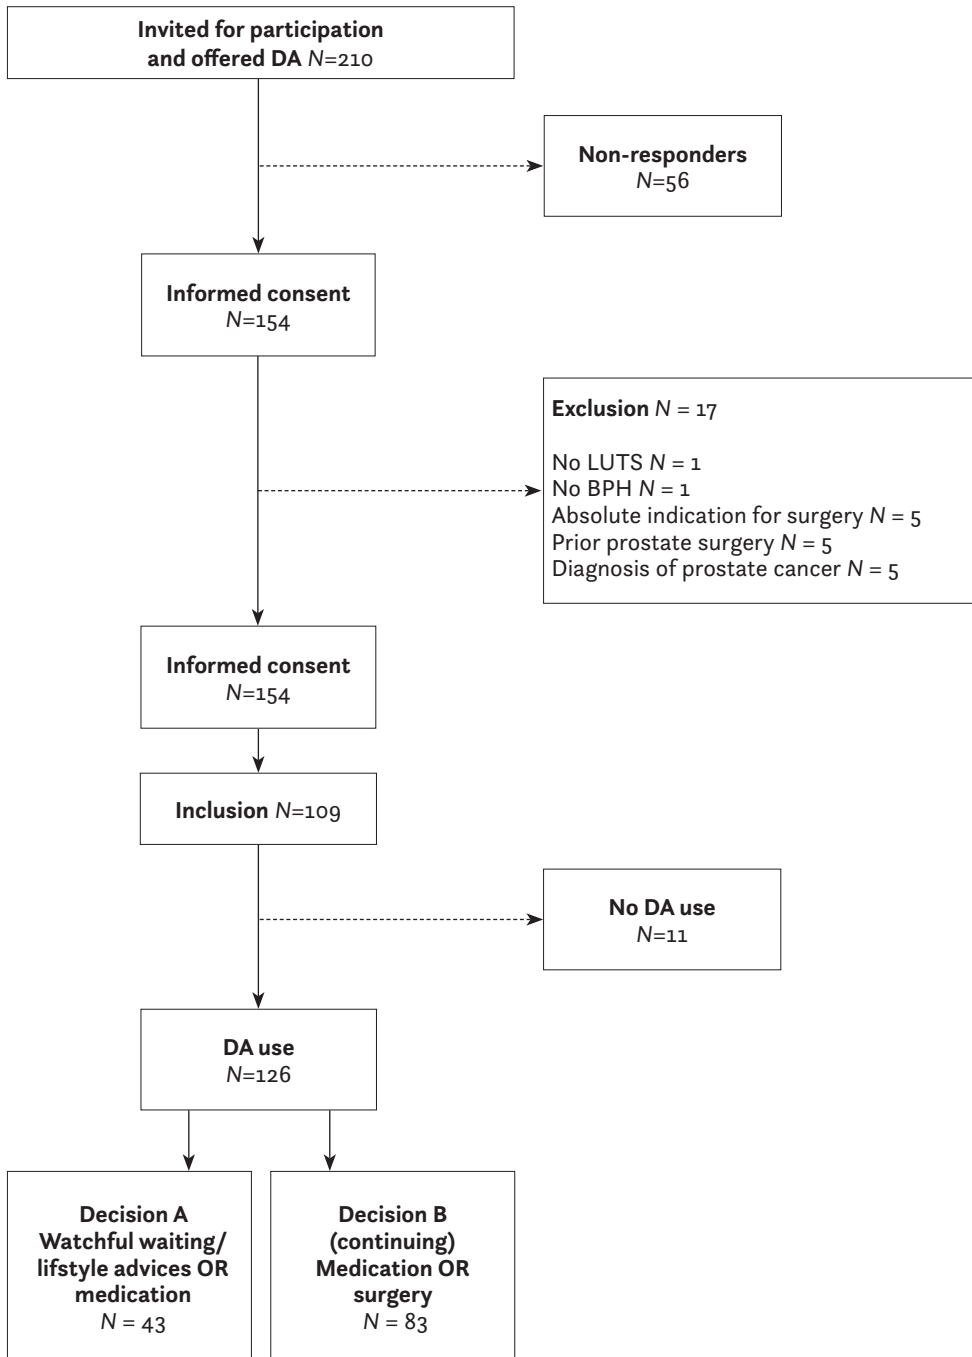 Invited for participation
and offered DA N=210
Non-responders
N=56
Informed consent
N=154
Exclusion N = 17
No LUTS N = 1
No BPH N = 1
Absolute indication for surgery N = 5
Prior prostate surgery N = 5
Diagnosis of prostate cancer N = 5
Informed consent
N=154
Inclusion N=109
No DA use
N=11
DA use
N=126
Decision A
Watchful waiting/
lifstyle advices OR
medication
N = 43
Decision B
(continuing)
Medication OR
surgery
N = 83